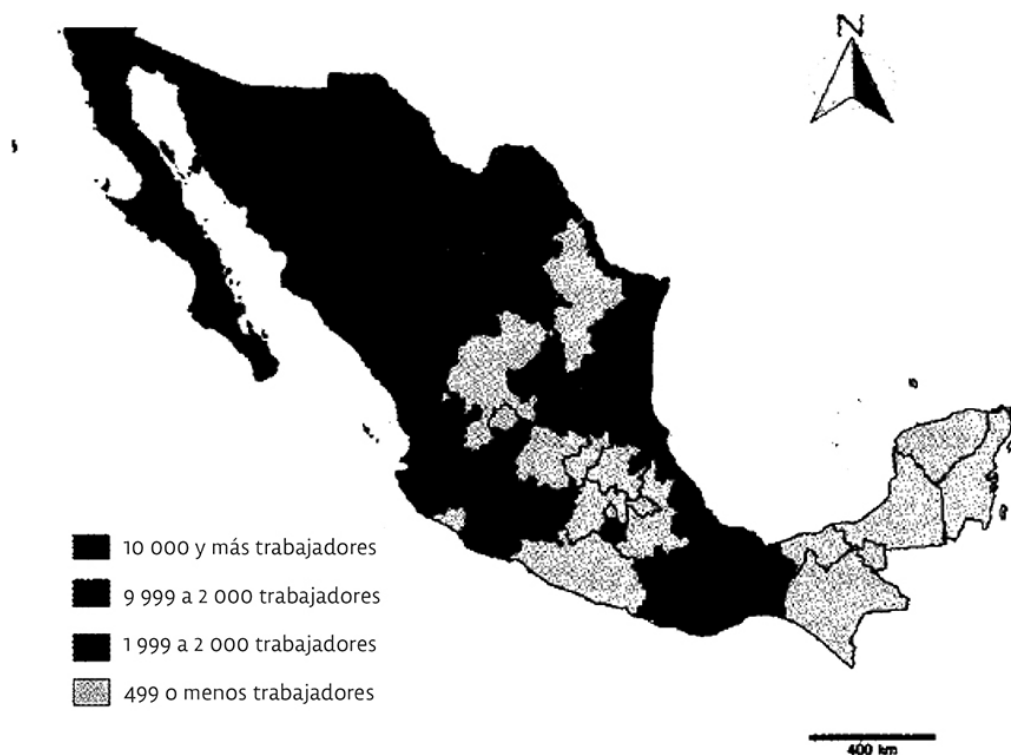 N
10 000 y más trabajadores
9 999 a 2 000 trabajadores
1 999 a 2 000 trabajadores
499 o menos trabajadores
400 km